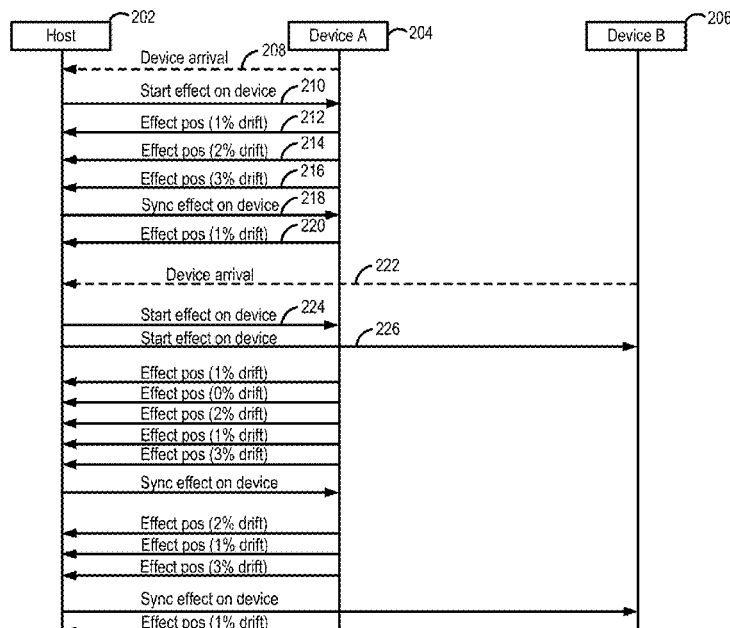 202
206
Host
Device A
204
Device B
Device arrival
208
Start effect on device
210
Effect pos (1% drift)
212
Effect pos (2% drift)
214
Effect pos (3% drift)
216
Sync effect on device
218
Effect pos (1% drift)
220
Device arrival
222
Start effect on device
224
Start effect on device
226
Effect pos (1% drift)
Effect pos (0% drift)
Effect pos (2% drift)
Effect pos (1% drift)
Effect pos (3% drift)
Sync effect on device
Effect pos (2% drift)
Effect pos (1% drift)
Effect pos (3% drift)
Sync effect on device
Effect pos (1% drift)